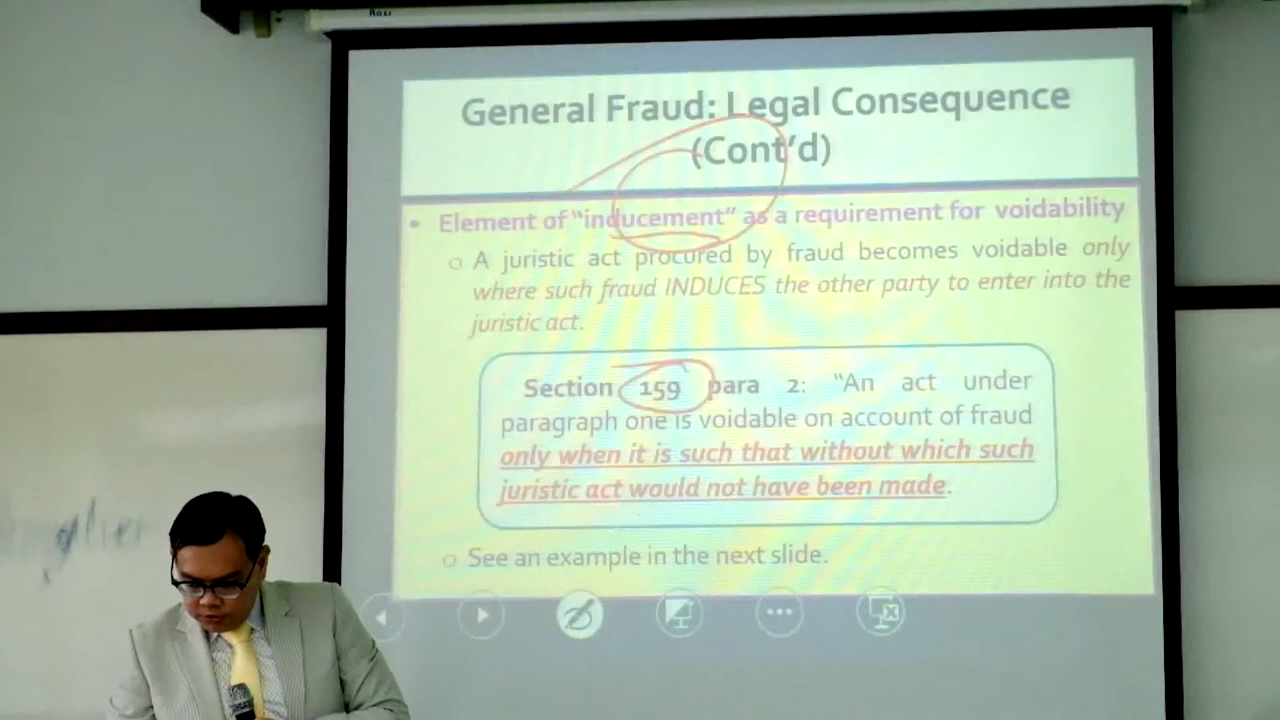 General Fraud: Legal Consequence
(Cont'd)
• Element of "inducement" as a requirement for voidability
o A juristic act procured by fraud becomes voidable only
where such fraud INDUCES the other party to enter into the
juristic act.
Section 159 para 2: "An act under
paragraph one is voidable on account of fraud
only when it is such that without which such
juristic act would not have been made.
o See an example in the next slide.